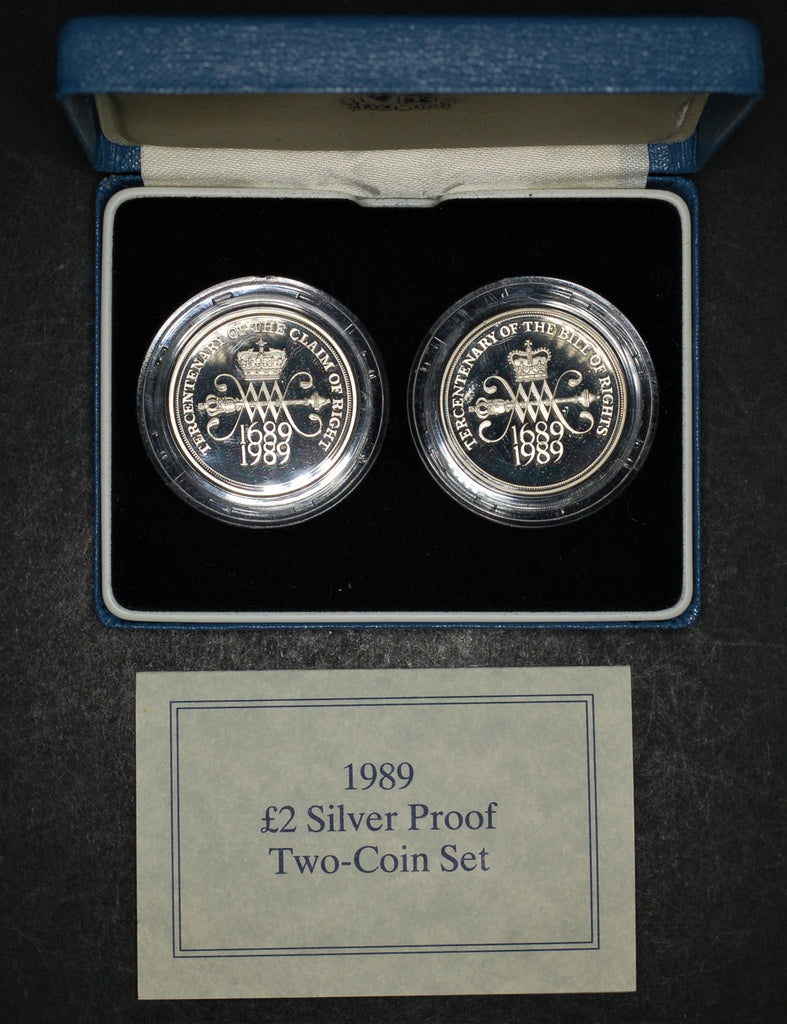 TERCENTENARY OF THE CLAIM OF RIGHT
1689
1989
TERCENTENARY OF THE BILL OF RIGHTS
1689
1989
1989
£2 Silver Proof
Two-Coin Set